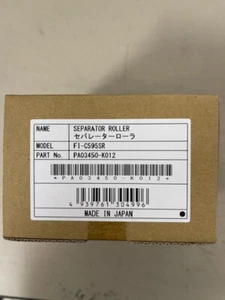 NAME SEPARATOR ROLLER
セパレーターローラ
MODEL FI-C595SR
PART No. PA03450-K012
*PA03450-K012*
4 939761 304996
MADE IN JAPAN